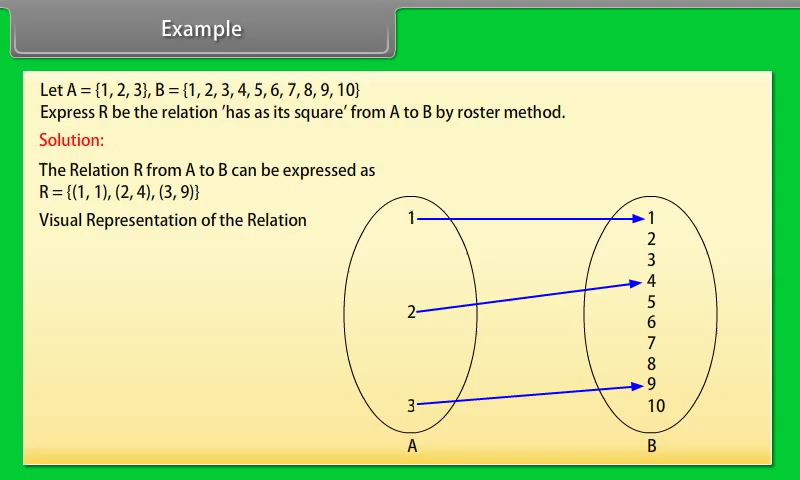 Example
Let A = {1, 2, 3}, B = {1, 2, 3, 4, 5, 6, 7, 8, 9, 10}
Express R be the relation ’has as its square’ from A to B by roster method.
Solution:
The Relation R from A to B can be expressed as
R = {(1, 1), (2, 4), (3, 9)}
Visual Representation of the Relation
1
2
3
A
1
2
3
4
5
6
7
8
9
10
B